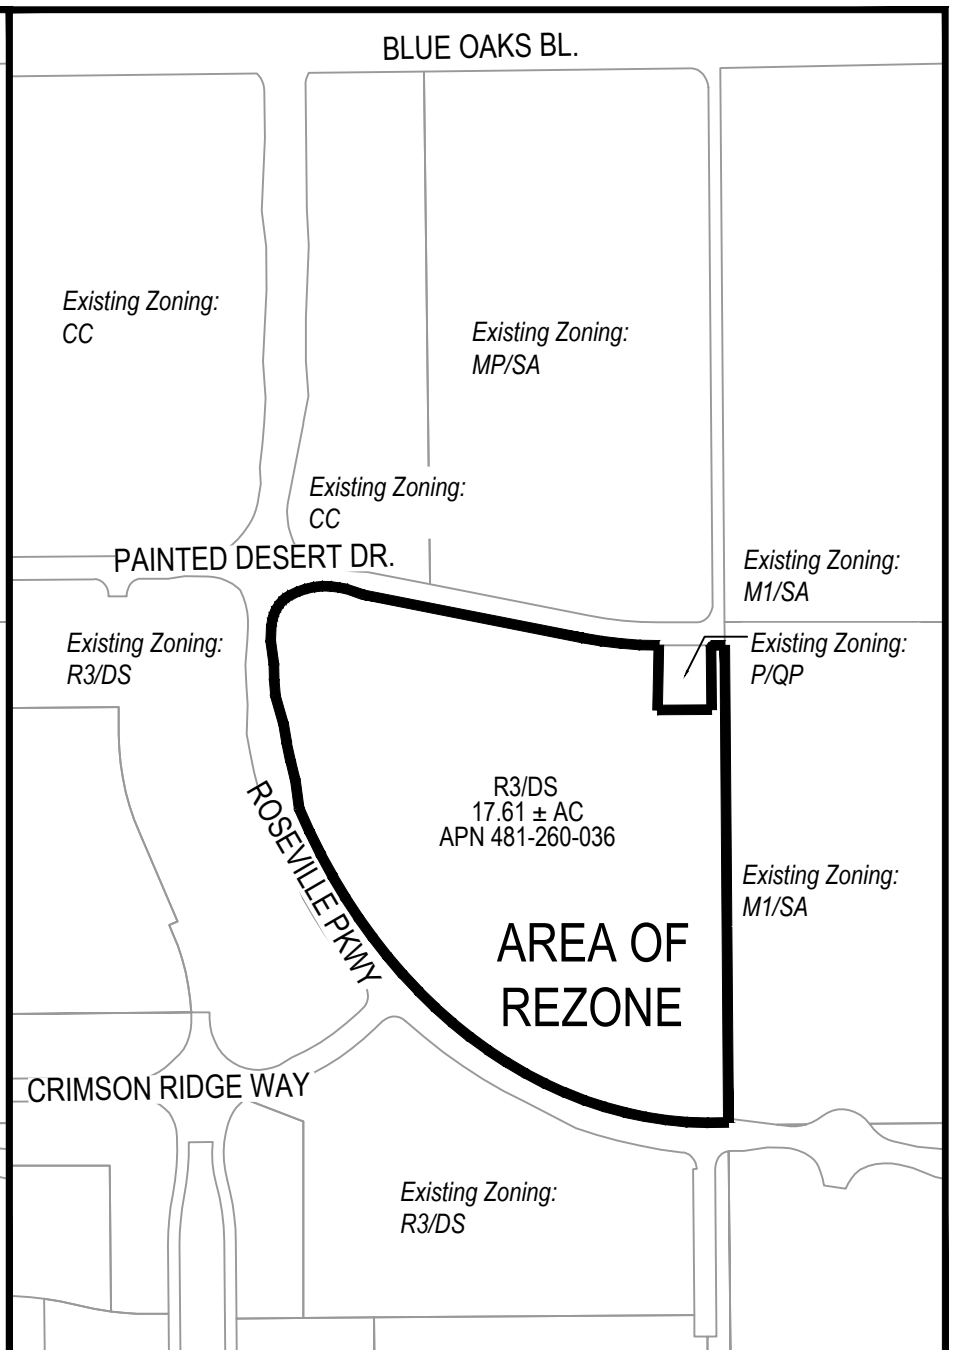 BLUE OAKS BL.
Existing Zoning:
CC
Existing Zoning:
MP/SA
Existing Zoning:
CC
PAINTED DESERT DR.
Existing Zoning:
M1/SA
Existing Zoning:
R3/DS
Existing Zoning:
P/QP
R3/DS
17.61 ± AC
APN 481-260-036
ROSEVILLE PKWY
Existing Zoning:
M1/SA
AREA OF
REZONE
CRIMSON RIDGE WAY
Existing Zoning:
R3/DS